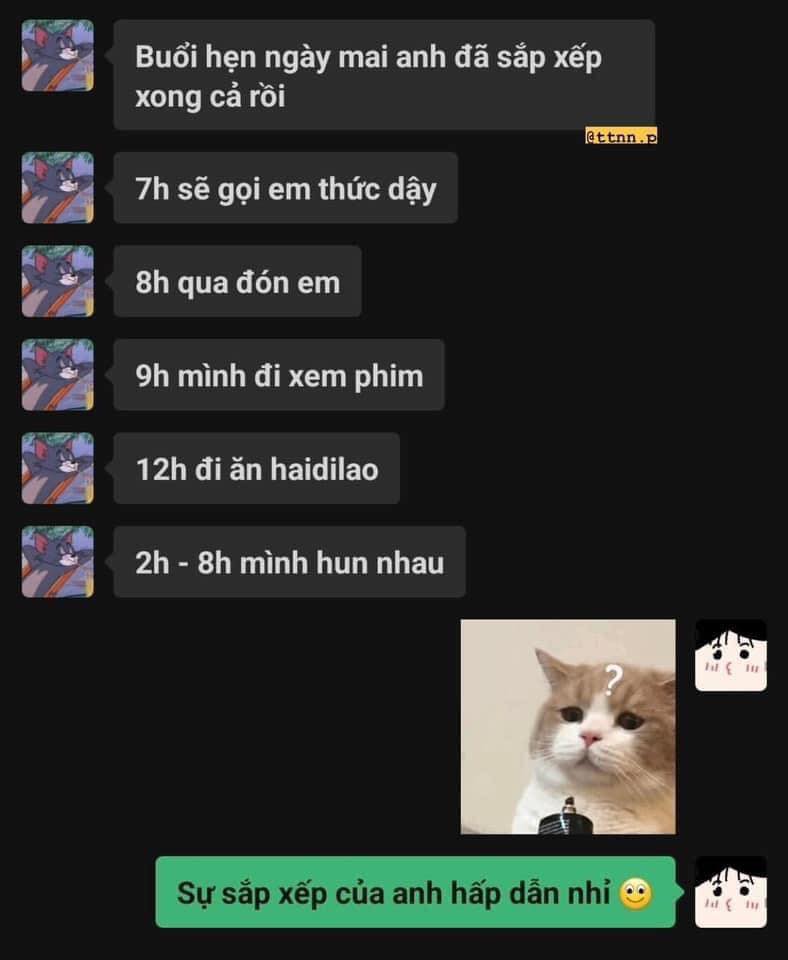 Buổi hẹn ngày mai anh đã sắp xếp
xong cả rồi
@ttnn.p
7h sẽ gọi em thức dậy
8h qua đón em
9h mình đi xem phim
12h đi ăn haidilao
2h - 8h mình hun nhau
?
Sự sắp xếp của anh hấp dẫn nhỉ 🙂